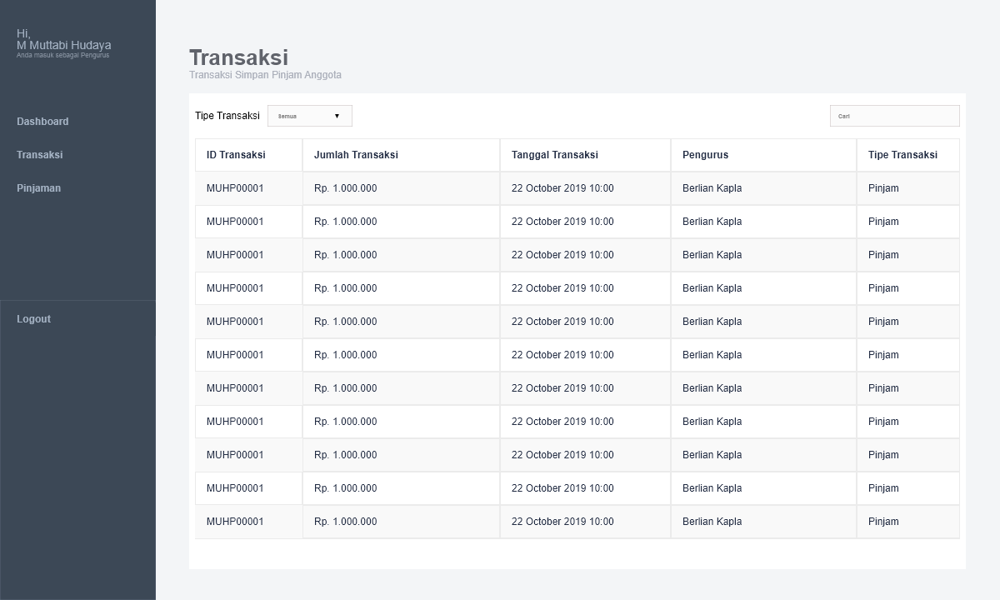 Hi,
M Muttabi Hudaya
Anda masuk sebagai Pengurus
Dashboard
Transaksi
Pinjaman
Logout
Transaksi
Transaksi Simpan Pinjam Anggota
Tipe Transaksi Semua ▼ Cari
ID Transaksi Jumlah Transaksi Tanggal Transaksi Pengurus Tipe Transaksi
MUHP00001 Rp. 1.000.000 22 October 2019 10:00 Berlian Kapla Pinjam
MUHP00001 Rp. 1.000.000 22 October 2019 10:00 Berlian Kapla Pinjam
MUHP00001 Rp. 1.000.000 22 October 2019 10:00 Berlian Kapla Pinjam
MUHP00001 Rp. 1.000.000 22 October 2019 10:00 Berlian Kapla Pinjam
MUHP00001 Rp. 1.000.000 22 October 2019 10:00 Berlian Kapla Pinjam
MUHP00001 Rp. 1.000.000 22 October 2019 10:00 Berlian Kapla Pinjam
MUHP00001 Rp. 1.000.000 22 October 2019 10:00 Berlian Kapla Pinjam
MUHP00001 Rp. 1.000.000 22 October 2019 10:00 Berlian Kapla Pinjam
MUHP00001 Rp. 1.000.000 22 October 2019 10:00 Berlian Kapla Pinjam
MUHP00001 Rp. 1.000.000 22 October 2019 10:00 Berlian Kapla Pinjam
MUHP00001 Rp. 1.000.000 22 October 2019 10:00 Berlian Kapla Pinjam